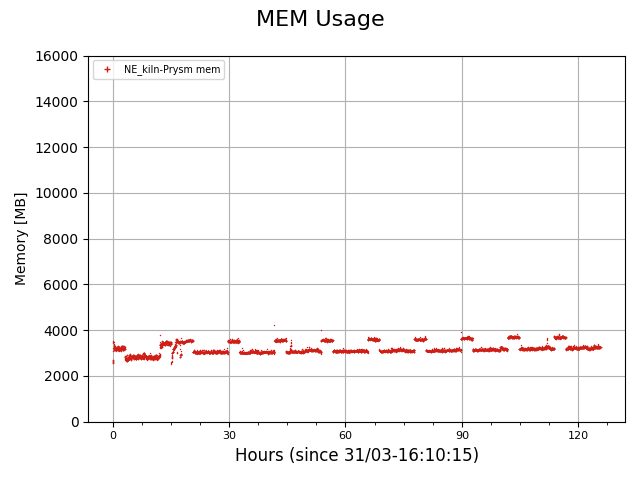 MEM Usage
NE_kiln-Prysm mem
16000
14000
12000
10000
8000
6000
4000
2000
0
Memory [MB]
0 30 60 90 120
Hours (since 31/03-16:10:15)